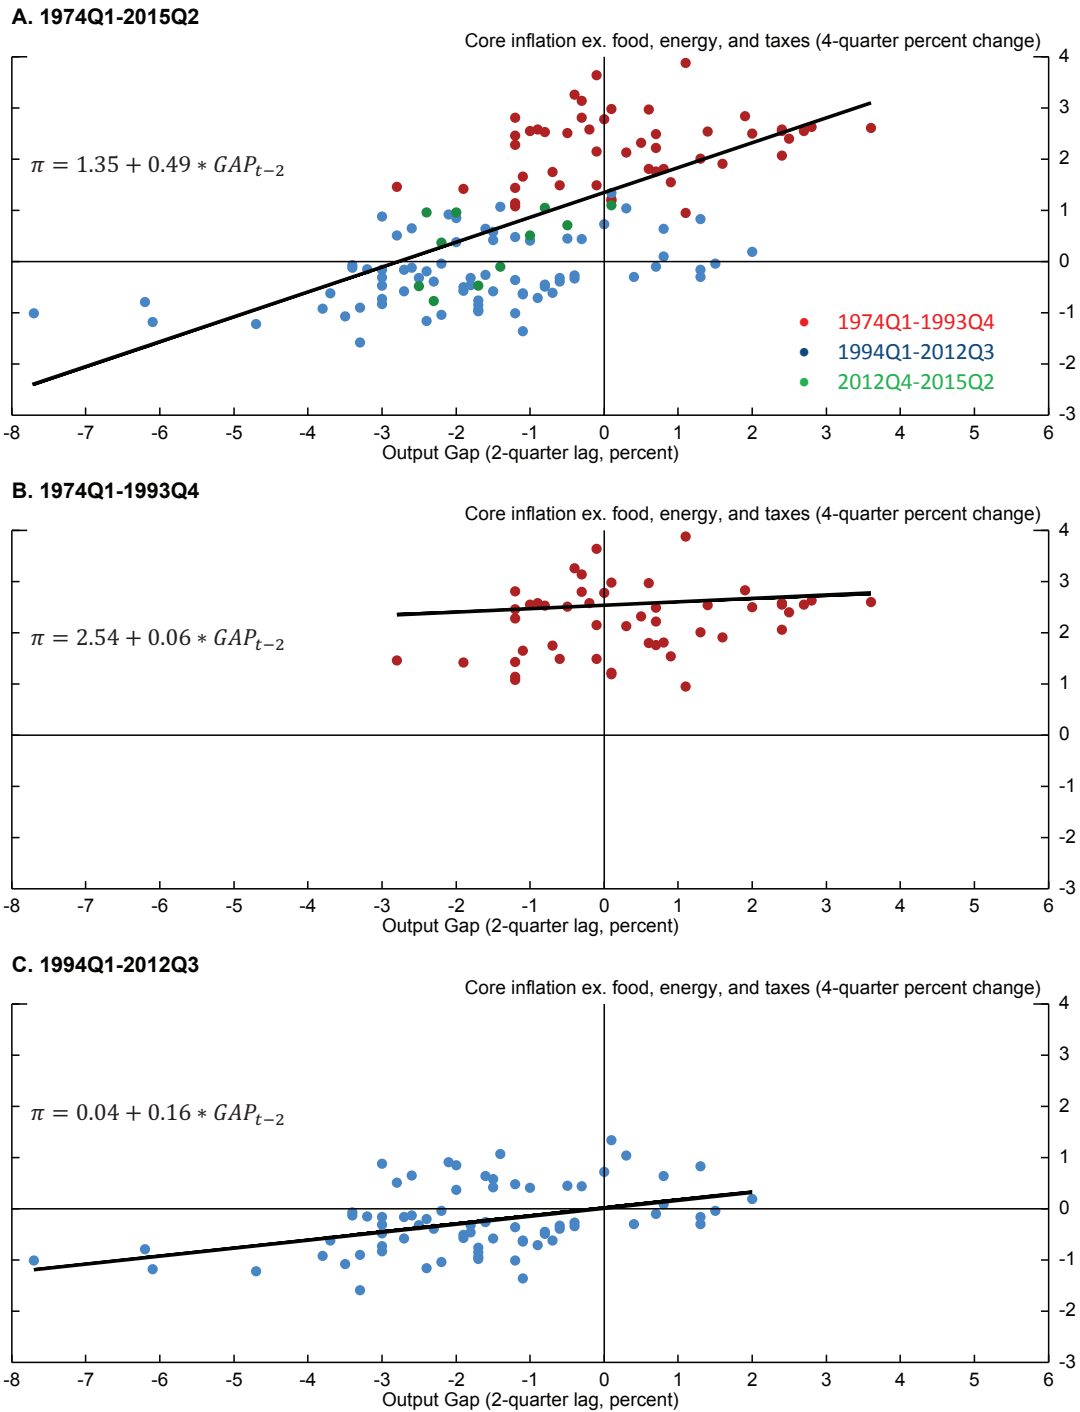 A. 1974Q1-2015Q2
Core inflation ex. food, energy, and taxes (4-quarter percent change)
4
3
2
π = 1.35 + 0.49 * GAPₜ₋₂
1
0
-1
1974Q1-1993Q4
1994Q1-2012Q3
-2
2012Q4-2015Q2
-3
-8 -7 -6 -5 -4 -3 -2 -1 0 1 2 3 4 5 6
Output Gap (2-quarter lag, percent)
B. 1974Q1-1993Q4
Core inflation ex. food, energy, and taxes (4-quarter percent change)
4
3
2
π = 2.54 + 0.06 * GAPₜ₋₂
1
0
-1
-2
-3
-8 -7 -6 -5 -4 -3 -2 -1 0 1 2 3 4 5 6
Output Gap (2-quarter lag, percent)
C. 1994Q1-2012Q3
Core inflation ex. food, energy, and taxes (4-quarter percent change)
4
3
2
π = 0.04 + 0.16 * GAPₜ₋₂
1
0
-1
-2
-3
-8 -7 -6 -5 -4 -3 -2 -1 0 1 2 3 4 5 6
Output Gap (2-quarter lag, percent)